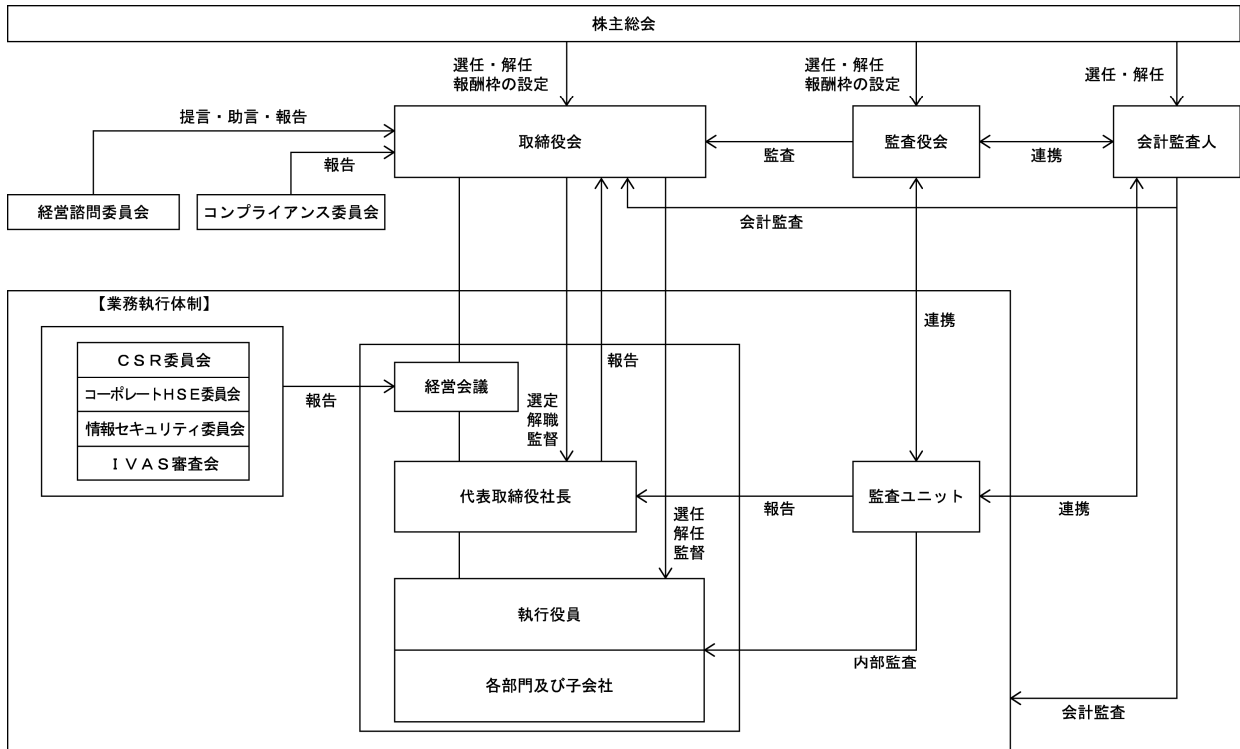 株主総会
選任・解任
報酬枠の設定
選任・解任
報酬枠の設定
選任・解任
提言・助言・報告
取締役会
監査役会
会計監査人
監査
連携
報告
経営諮問委員会
コンプライアンス委員会
会計監査
【業務執行体制】
連携
CSR委員会
コーポレートHSE委員会
情報セキュリティ委員会
IVAS審査会
報告
経営会議
報告
選定
解職
監督
代表取締役社長
報告
監査ユニット
連携
選任
解任
監督
執行役員
内部監査
各部門及び子会社
会計監査